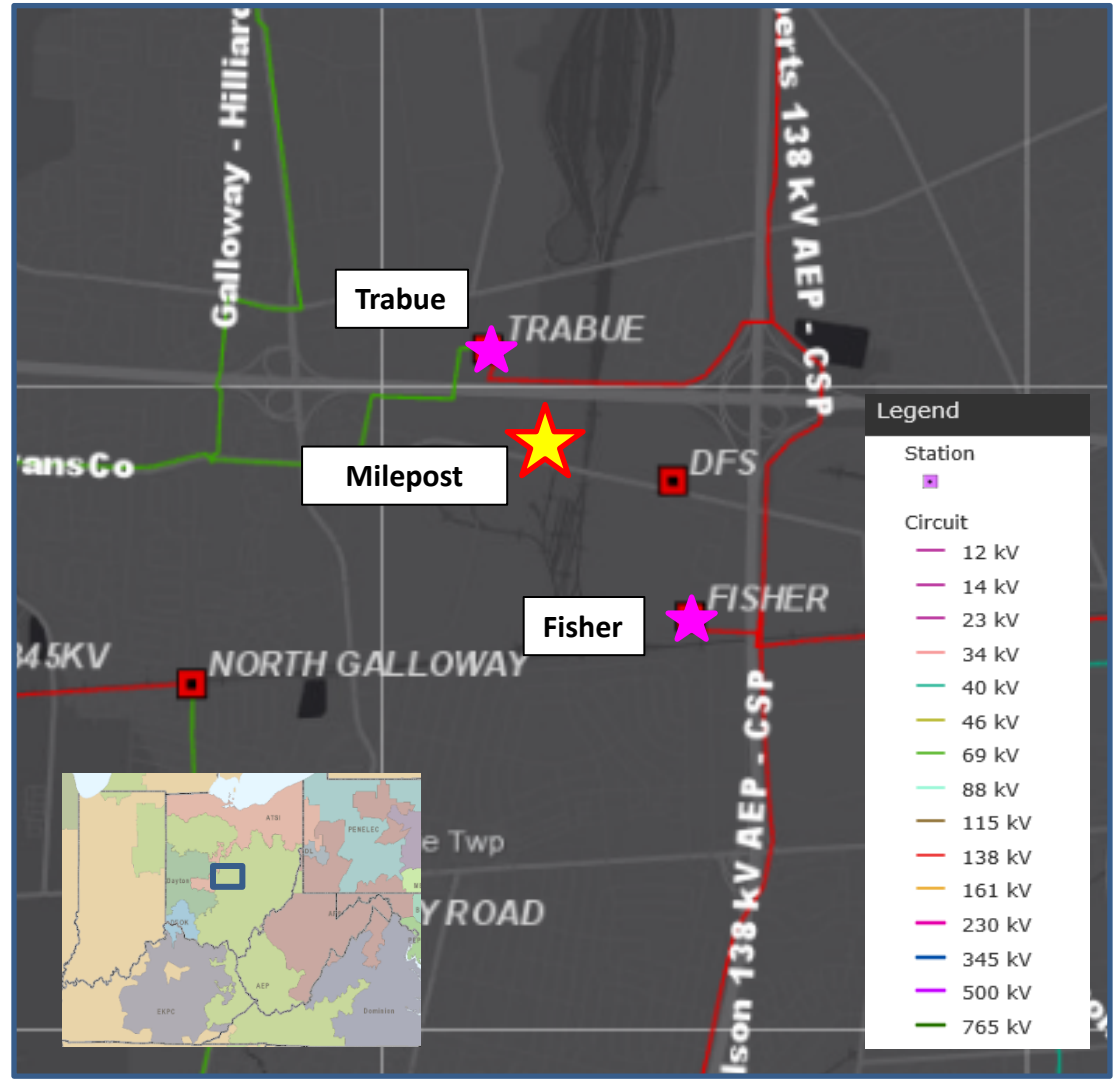 Galloway - Hilliard
erts 138 kV AEP - CSP
Trabue
TRABUE
Milepost
ansCo
DFS
Fisher
FISHER
345KV
NORTH GALLOWAY
lson 138 kV AEP - CSP
e Twp
Y ROAD
Legend
Station
Circuit
12 kV
14 kV
23 kV
34 kV
40 kV
46 kV
69 kV
88 kV
115 kV
138 kV
161 kV
230 kV
345 kV
500 kV
765 kV
ATSI
PENELEC
Dayton
DEOK
AEP
EKPC
Dominion